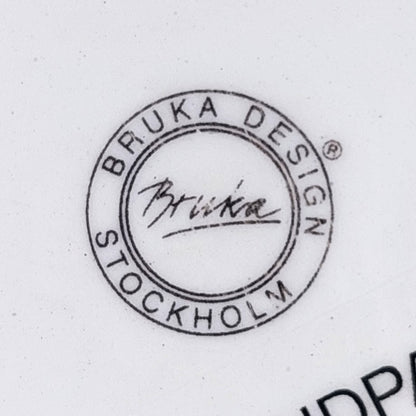 BRUKA DESIGN
®
Bruka
STOCKHOLM